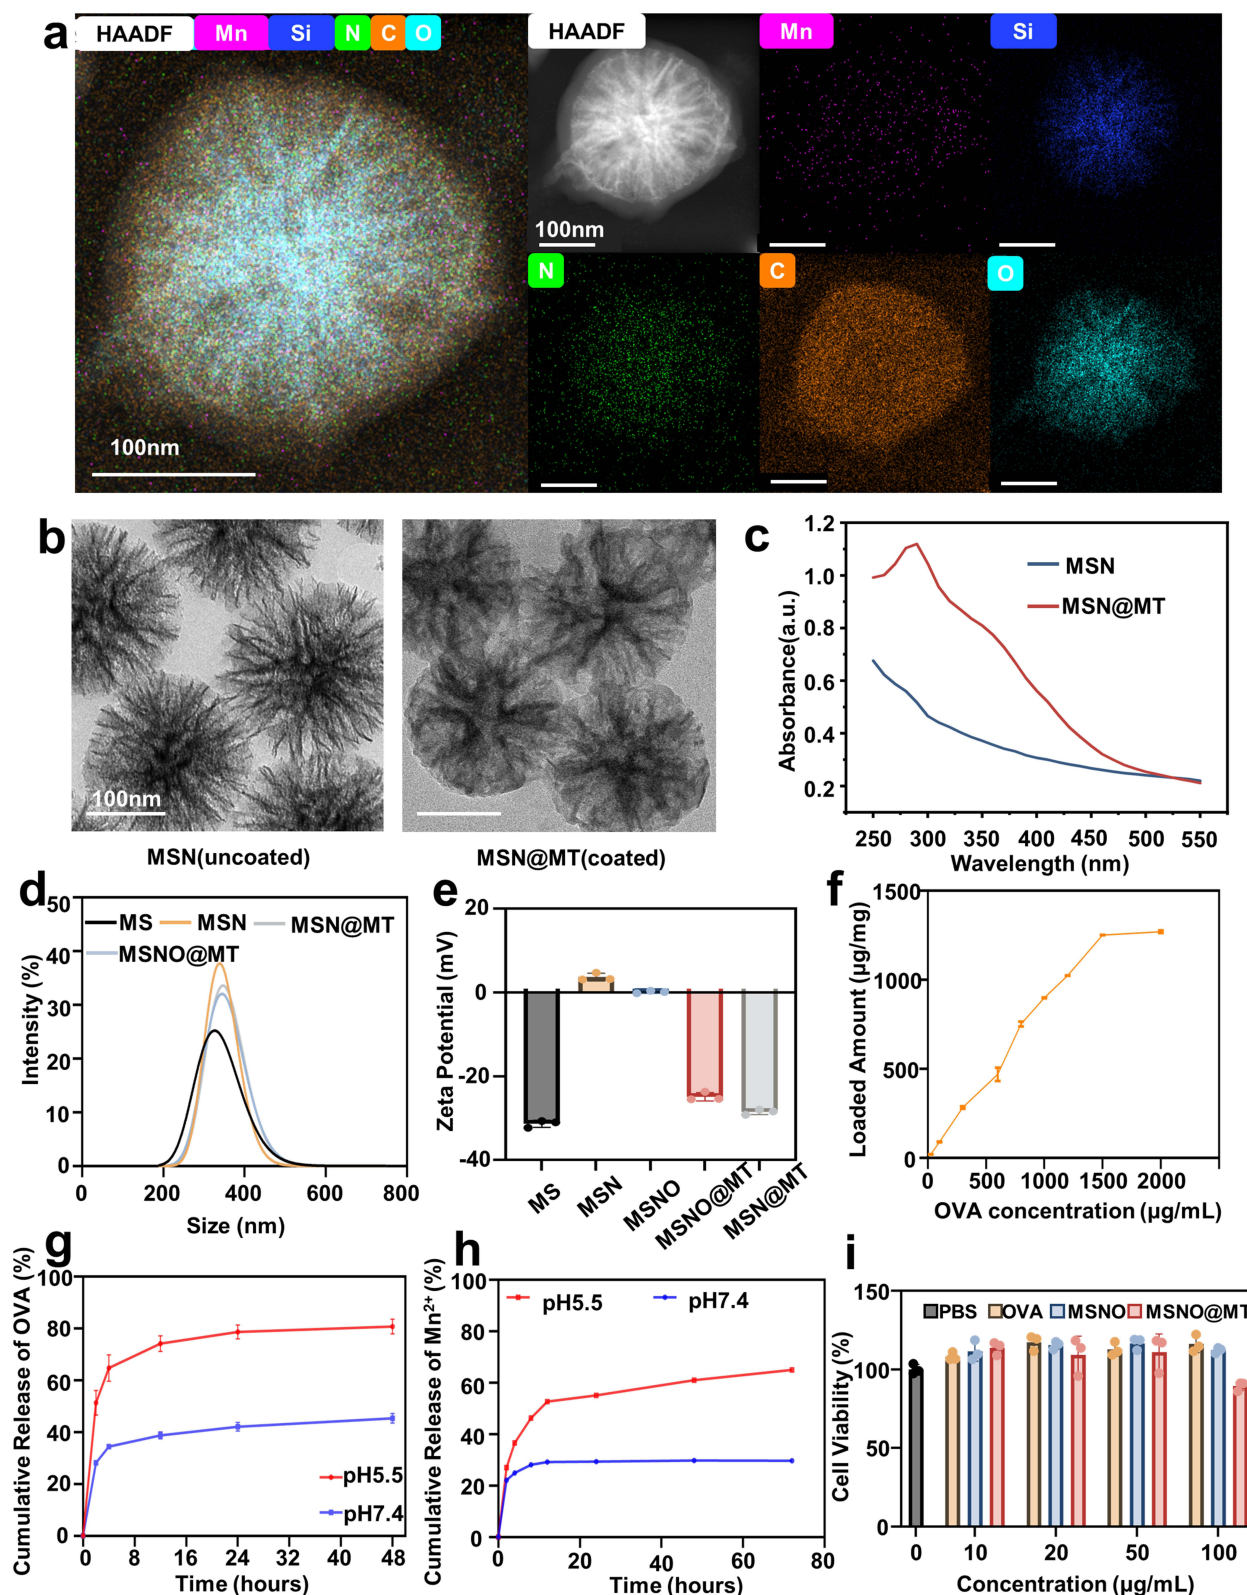 a
HAADF Mn Si N C O
100nm
HAADF
100nm
Mn
Si
N
C
O
b
100nm
MSN(uncoated)
MSN@MT(coated)
c
Absorbance(a.u.)
1.2
1.0
0.8
0.6
0.4
0.2
MSN
MSN@MT
250 300 350 400 450 500 550
Wavelength (nm)
d
Intensity (%)
50
40
30
20
10
0
MS MSN MSN@MT
MSNO@MT
0 200 400 600 800
Size (nm)
e
Zeta Potential (mV)
20
0
-20
-40
MS MSN MSNO MSNO@MT MSN@MT
f
Loaded Amount (µg/mg)
1500
1000
500
0
0 500 1000 1500 2000
OVA concentration (µg/mL)
g
Cumulative Release of OVA (%)
100
80
60
40
20
0
pH5.5
pH7.4
0 8 16 24 32 40 48
Time (hours)
h
Cumulative Release of Mn²⁺ (%)
100
80
60
40
20
0
pH5.5 pH7.4
0 20 40 60 80
Time (hours)
i
Cell Viability (%)
150
100
50
0
PBS OVA MSNO MSNO@MT
0 10 20 50 100
Concentration (µg/mL)